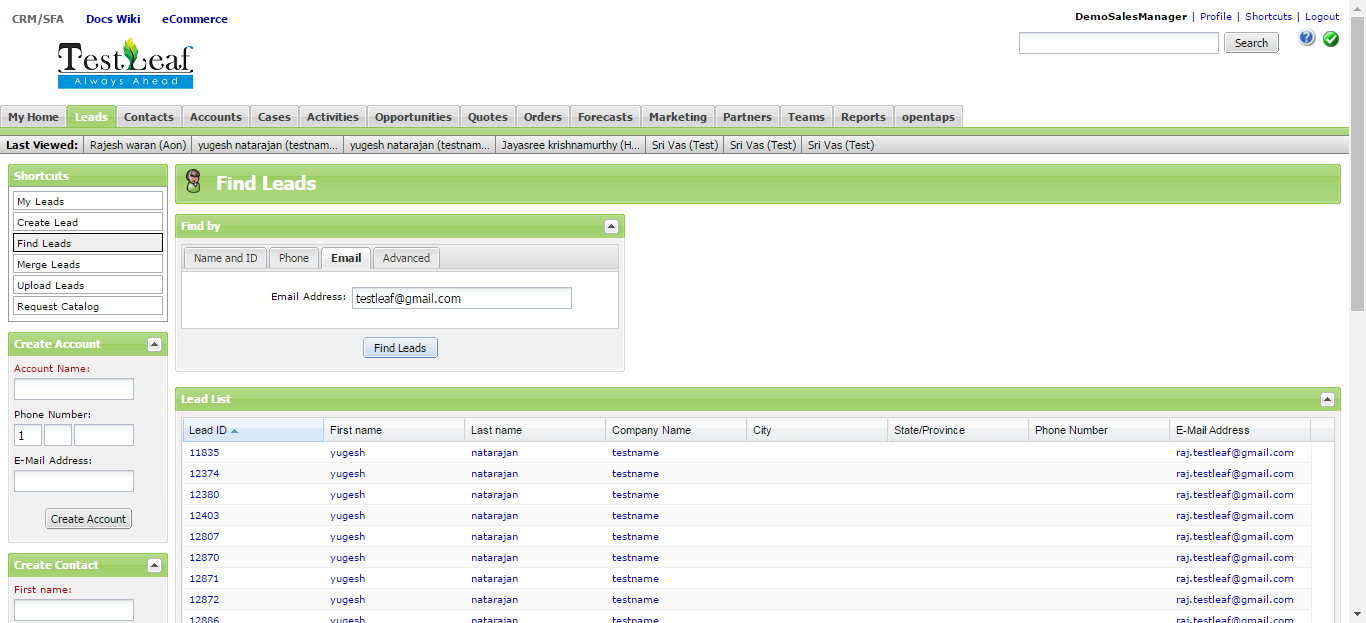 CRM/SFA Docs Wiki eCommerce
DemoSalesManager | Profile | Shortcuts | Logout
Search
TestLeaf
Always Ahead
My Home Leads Contacts Accounts Cases Activities Opportunities Quotes Orders Forecasts Marketing Partners Teams Reports opentaps
Last Viewed: Rajesh waran (Aon) yugesh natarajan (testnam... yugesh natarajan (testnam... Jayasree krishnamurthy (H... Sri Vas (Test) Sri Vas (Test) Sri Vas (Test)
Shortcuts
My Leads
Create Lead
Find Leads
Merge Leads
Upload Leads
Request Catalog
Create Account
Account Name:
Phone Number:
1
E-Mail Address:
Create Account
Create Contact
First name:
Find Leads
Find by
Name and ID Phone Email Advanced
Email Address: testleaf@gmail.com
Find Leads
Lead List
Lead ID First name Last name Company Name City State/Province Phone Number E-Mail Address
11835 yugesh natarajan testname raj.testleaf@gmail.com
12374 yugesh natarajan testname raj.testleaf@gmail.com
12380 yugesh natarajan testname raj.testleaf@gmail.com
12403 yugesh natarajan testname raj.testleaf@gmail.com
12807 yugesh natarajan testname raj.testleaf@gmail.com
12870 yugesh natarajan testname raj.testleaf@gmail.com
12871 yugesh natarajan testname raj.testleaf@gmail.com
12872 yugesh natarajan testname raj.testleaf@gmail.com
12886 yugesh natarajan testname raj.testleaf@gmail.com